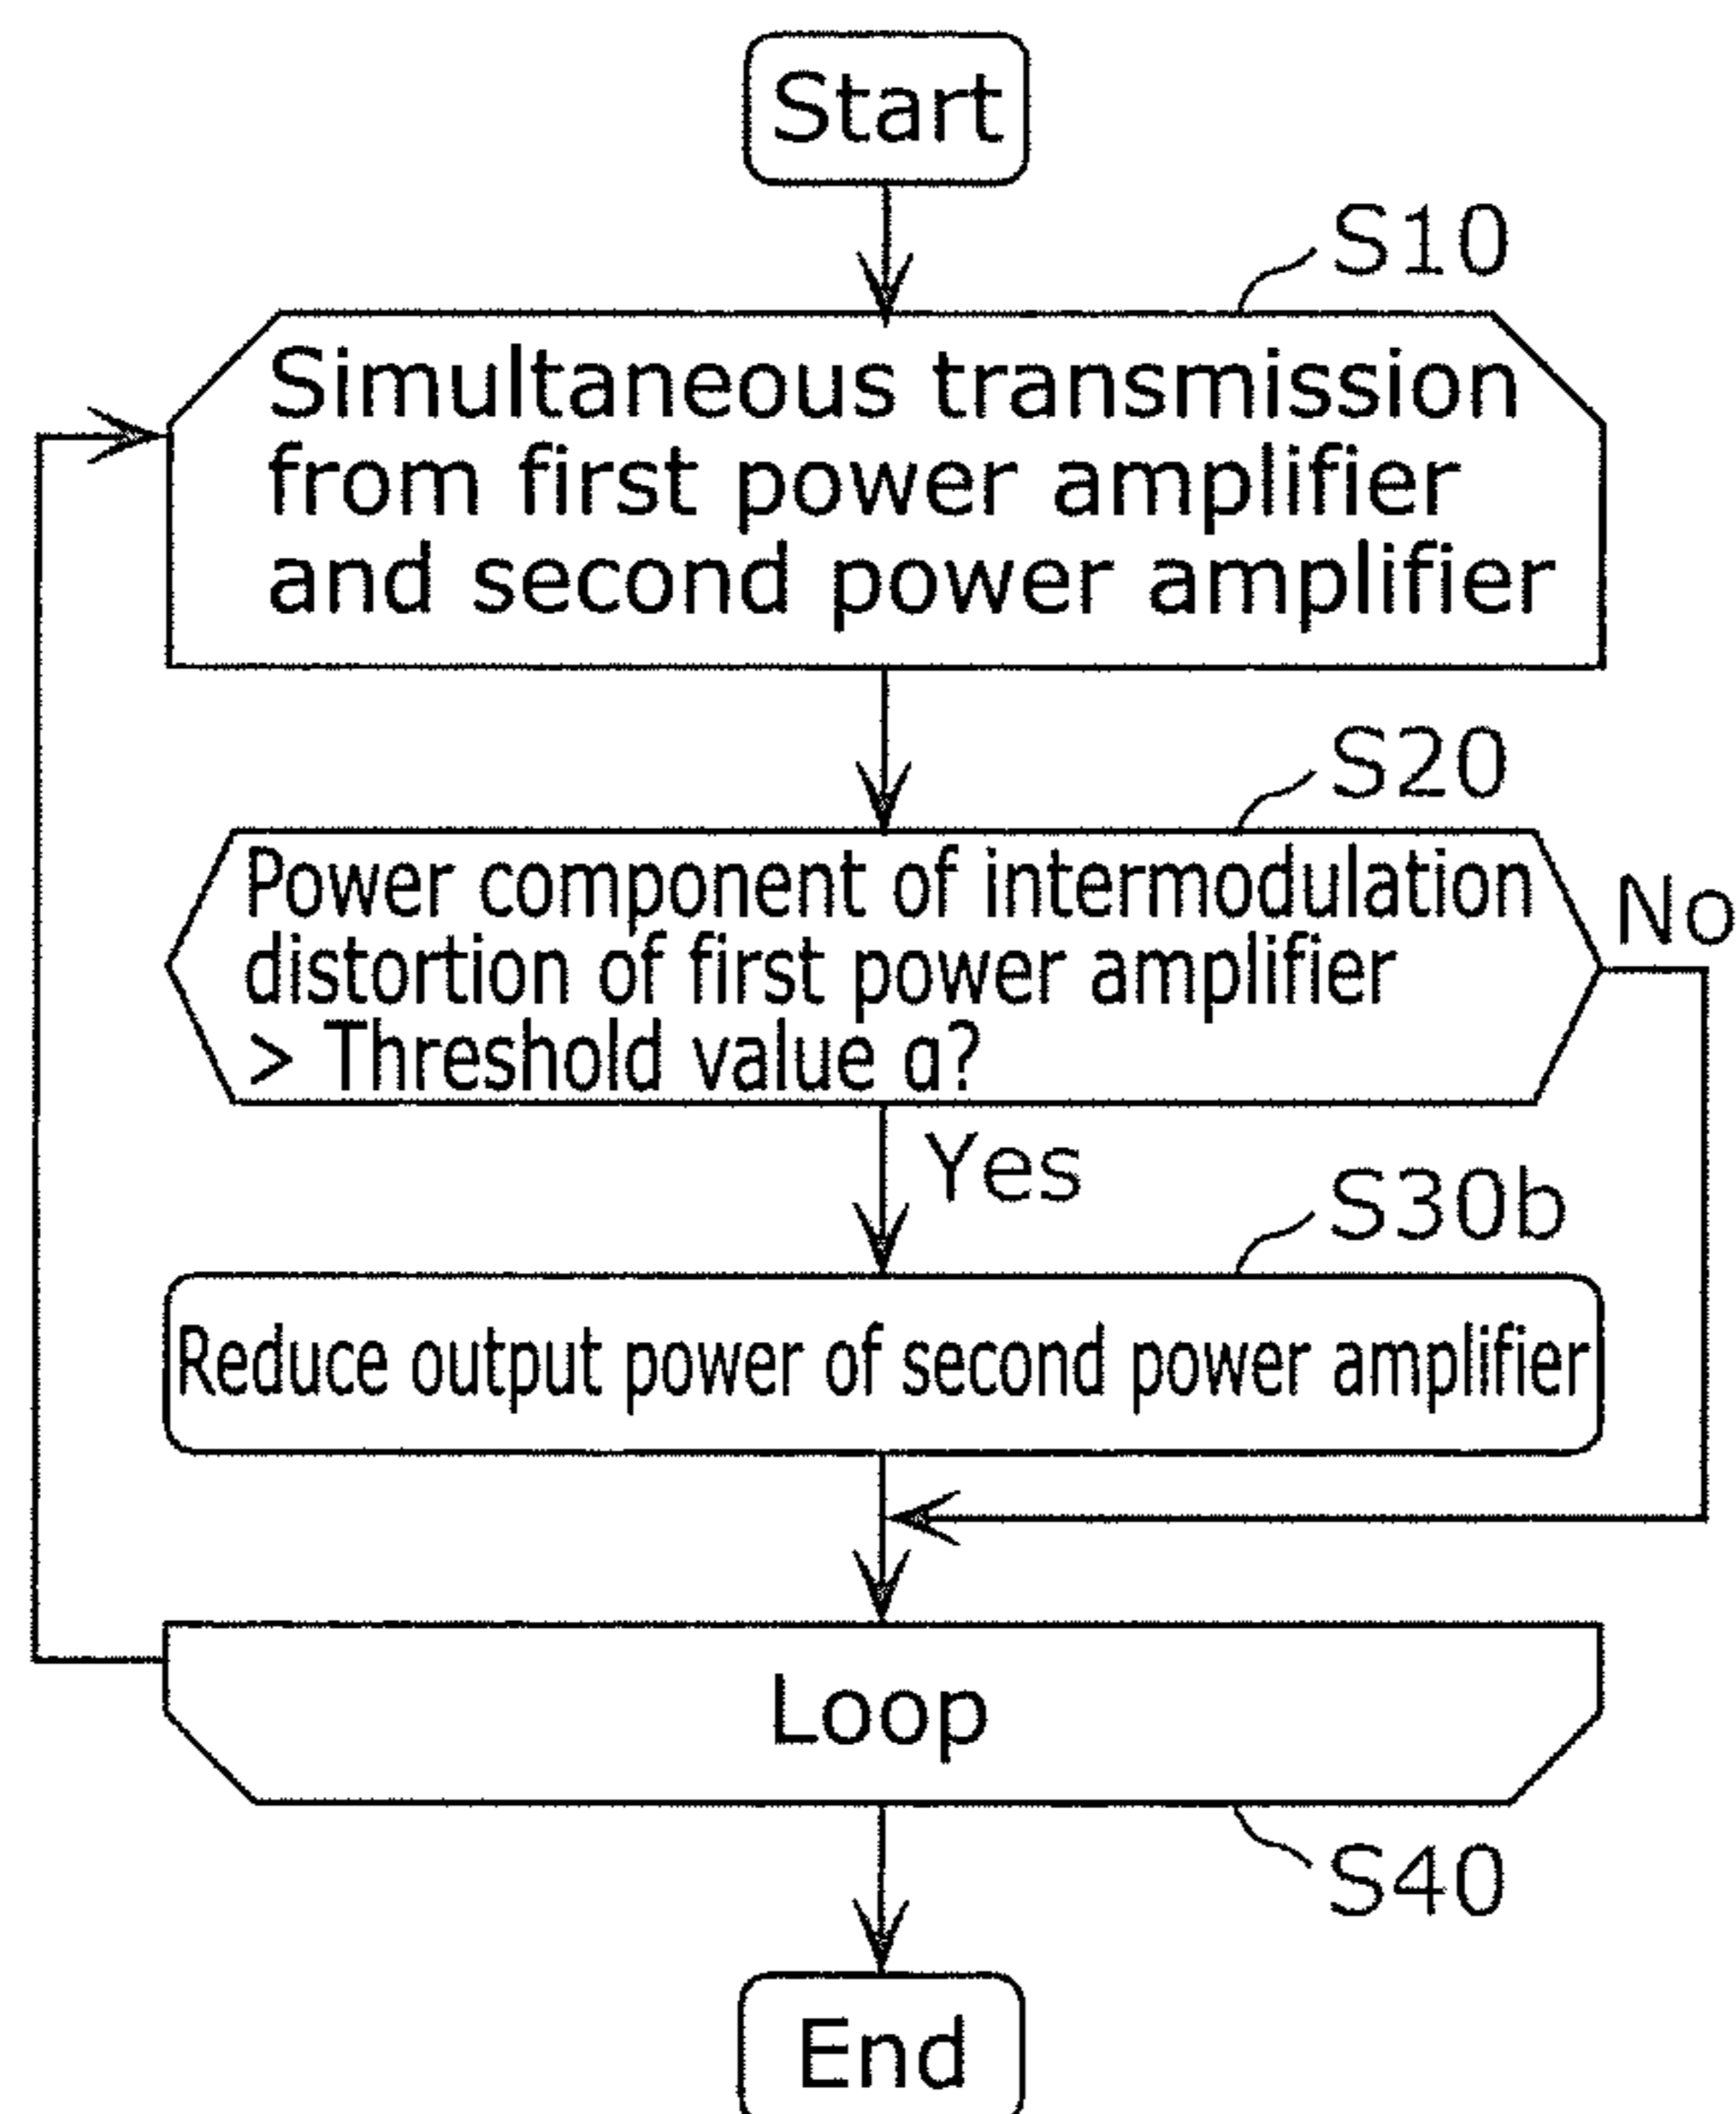 Start
S10
Simultaneous transmission
from first power amplifier
and second power amplifier
S20
Power component of intermodulation
distortion of first power amplifier
> Threshold value α?
No
Yes
S30b
Reduce output power of second power amplifier
Loop
S40
End